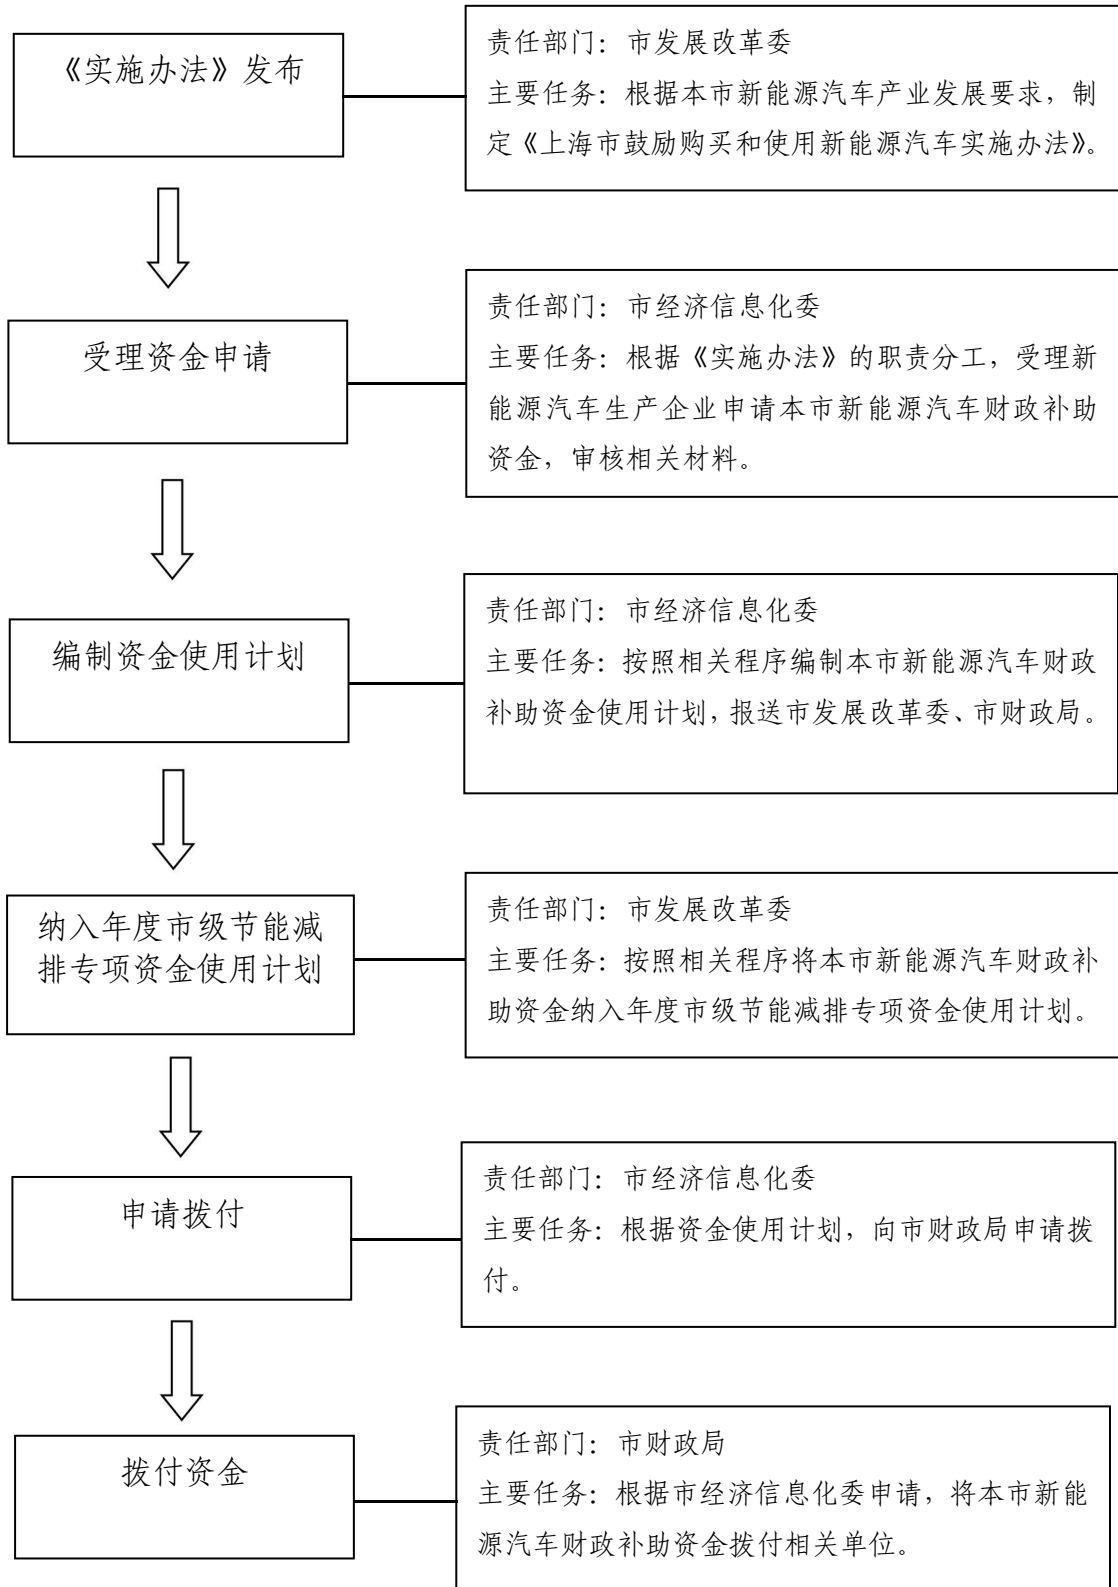 《实施办法》发布
责任部门：市发展改革委
主要任务：根据本市新能源汽车产业发展要求，制
定《上海市鼓励购买和使用新能源汽车实施办法》。
受理资金申请
责任部门：市经济信息化委
主要任务：根据《实施办法》的职责分工，受理新
能源汽车生产企业申请本市新能源汽车财政补助
资金，审核相关材料。
编制资金使用计划
责任部门：市经济信息化委
主要任务：按照相关程序编制本市新能源汽车财政
补助资金使用计划，报送市发展改革委、市财政局。
纳入年度市级节能减
排专项资金使用计划
责任部门：市发展改革委
主要任务：按照相关程序将本市新能源汽车财政补
助资金纳入年度市级节能减排专项资金使用计划。
申请拨付
责任部门：市经济信息化委
主要任务：根据资金使用计划，向市财政局申请拨
付。
拨付资金
责任部门：市财政局
主要任务：根据市经济信息化委申请，将本市新能
源汽车财政补助资金拨付相关单位。